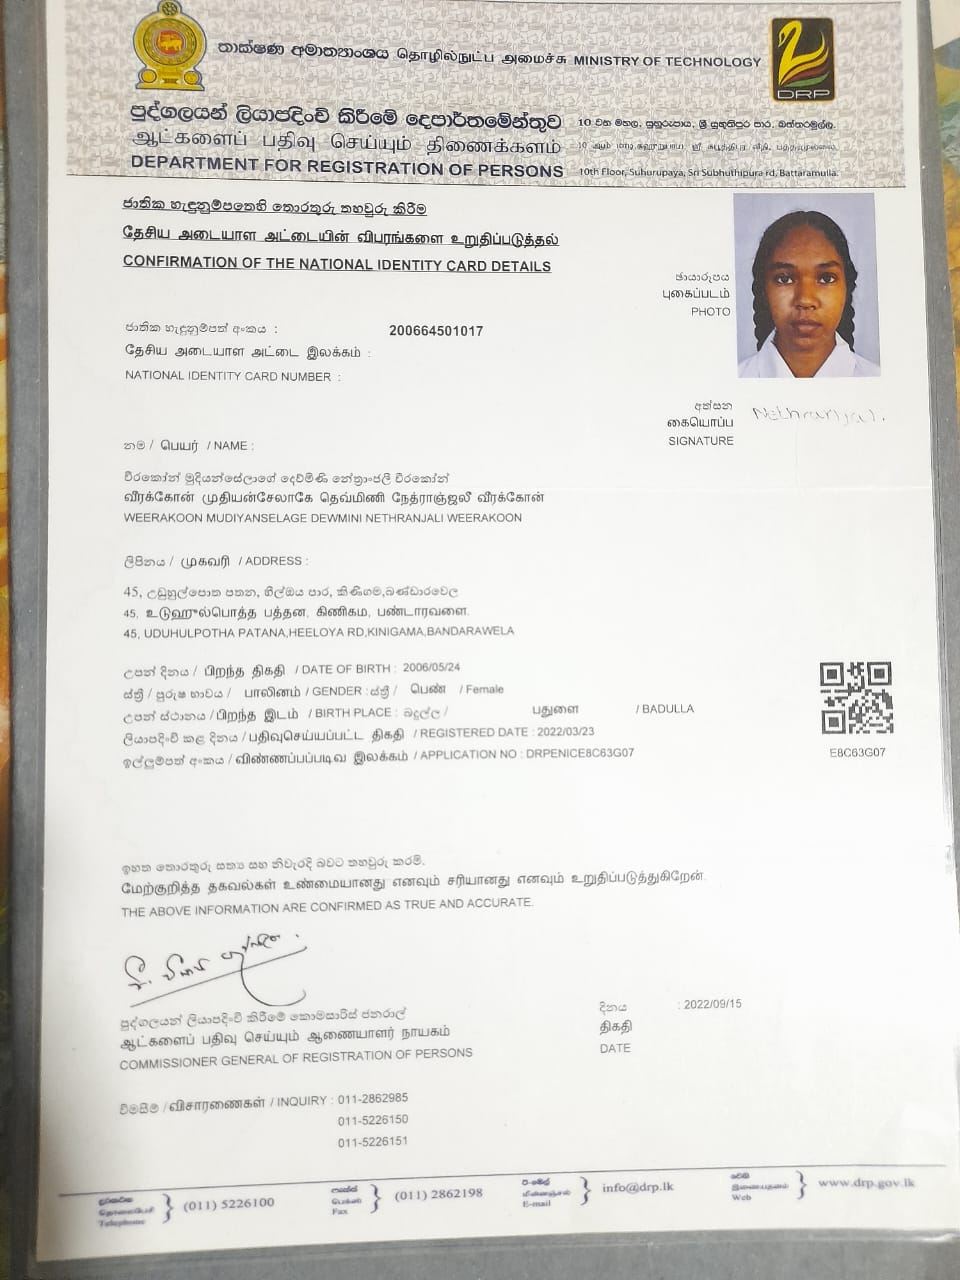 තාක්ෂණ අමාත්‍යාංශය தொழில்நுட்ப அமைச்சு MINISTRY OF TECHNOLOGY
DRP
පුද්ගලයන් ලියාපදිංචි කිරීමේ දෙපාර්තමේන්තුව
ஆட்களைப் பதிவு செய்யும் திணைக்களம்
DEPARTMENT FOR REGISTRATION OF PERSONS
10 වන මහල, සුහුරුපාය, ශ්‍රී සුභූතිපුර පාර, බත්තරමුල්ල.
10th Floor, Suhurupaya, Sri Subhuthipura rd, Battaramulla.
ජාතික හැඳුනුම්පතෙහි තොරතුරු තහවුරු කිරීම
தேசிய அடையாள அட்டையின் விபரங்களை உறுதிப்படுத்தல்
CONFIRMATION OF THE NATIONAL IDENTITY CARD DETAILS
ඡායාරූපය
புகைப்படம்
PHOTO
ජාතික හැඳුනුම්පත් අංකය : 200664501017
தேசிய அடையாள அட்டை இலக்கம் :
NATIONAL IDENTITY CARD NUMBER :
අත්සන
கையொப்ப
SIGNATURE
Nethranjali.
නම / பெயர் / NAME :
වීරකෝන් මුදියන්සේලාගේ දෙව්මිණි නේත්‍රාංජලී වීරකෝන්
வீரக்கோன் முதியன்சேலாகே தெவ்மிணி நேத்ராஞ்ஜலீ வீரக்கோன்
WEERAKOON MUDIYANSELAGE DEWMINI NETHRANJALI WEERAKOON
ලිපිනය / முகவரி / ADDRESS :
45, උඩුහුල්පොත පතන, හීල්ඔය පාර, කිණිගම,බණ්ඩාරවෙල
45, உடுஹுல்பொத்த பத்தன, கிணிகம, பண்டாரவளை.
45, UDUHULPOTHA PATANA,HEELOYA RD,KINIGAMA,BANDARAWELA
උපන් දිනය / பிறந்த திகதி / DATE OF BIRTH : 2006/05/24
ස්ත්‍රී / පුරුෂ භාවය / பாலினம் / GENDER : ස්ත්‍රී / பெண் / Female
උපන් ස්ථානය / பிறந்த இடம் / BIRTH PLACE : බදුල්ල / பதுளை / BADULLA
ලියාපදිංචි කළ දිනය / பதிவுசெய்யப்பட்ட திகதி / REGISTERED DATE : 2022/03/23
ඉල්ලුම්පත් අංකය / விண்ணப்பப்படிவ இலக்கம் / APPLICATION NO : DRPENICE8C63G07
E8C63G07
ඉහත තොරතුරු සත්‍ය සහ නිවැරදි බවට තහවුරු කරමි.
மேற்குறித்த தகவல்கள் உண்மையானது எனவும் சரியானது எனவும் உறுதிப்படுத்துகிறேன்.
THE ABOVE INFORMATION ARE CONFIRMED AS TRUE AND ACCURATE.
පුද්ගලයන් ලියාපදිංචි කිරීමේ කොමසාරිස් ජනරාල්
ஆட்களைப் பதிவு செய்யும் ஆணையாளர் நாயகம்
COMMISSIONER GENERAL OF REGISTRATION OF PERSONS
දිනය : 2022/09/15
திகதி
DATE
විමසීම් / விசாரணைகள் / INQUIRY : 011-2862985
011-5226150
011-5226151
Telephone (011) 5226100
Fax (011) 2862198
E-mail info@drp.lk
Web www.drp.gov.lk